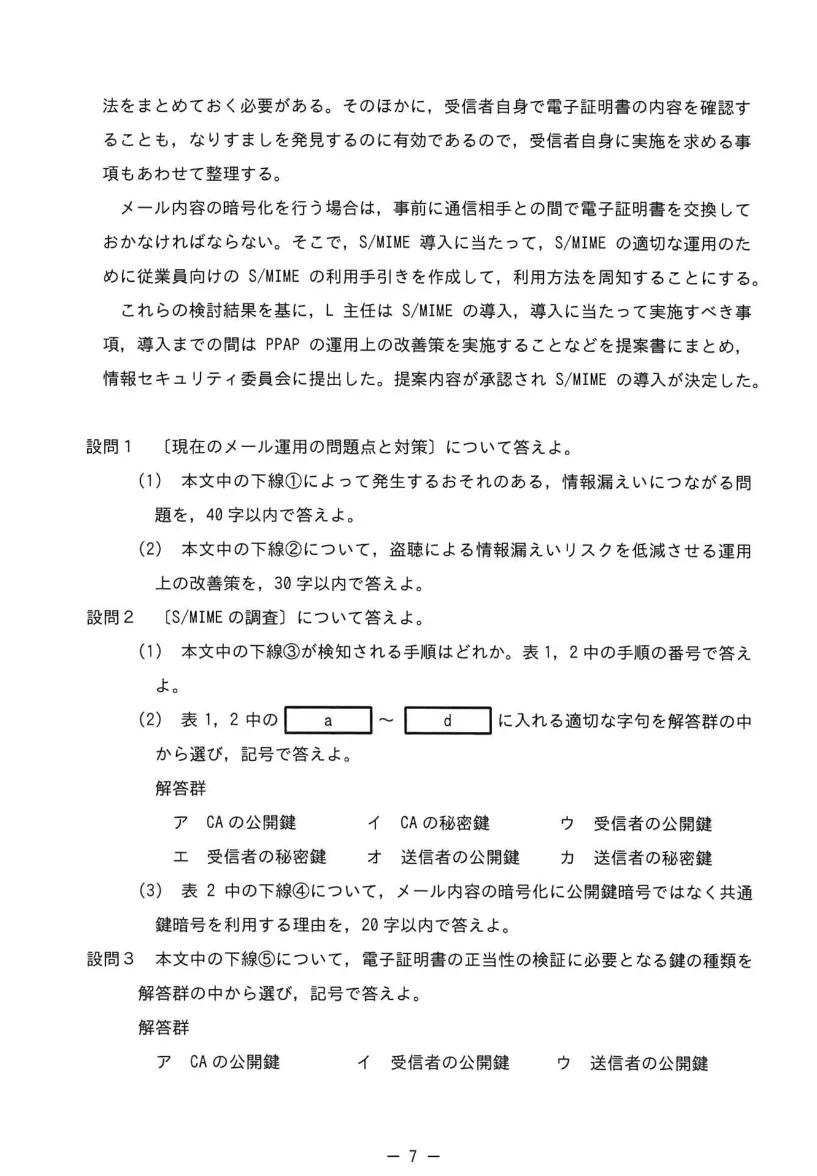 法をまとめておく必要がある。そのほかに，受信者自身で電子証明書の内容を確認す
ることも，なりすましを発見するのに有効であるので，受信者自身に実施を求める事
項もあわせて整理する。
メール内容の暗号化を行う場合は，事前に通信相手との間で電子証明書を交換して
おかなければならない。そこで，S/MIME 導入に当たって，S/MIME の適切な運用のた
めに従業員向けの S/MIME の利用手引きを作成して，利用方法を周知することにする。
これらの検討結果を基に，L 主任は S/MIME の導入，導入に当たって実施すべき事
項，導入までの間は PPAP の運用上の改善策を実施することなどを提案書にまとめ，
情報セキュリティ委員会に提出した。提案内容が承認され S/MIME の導入が決定した。
設問１ 〔現在のメール運用の問題点と対策〕について答えよ。
(1) 本文中の下線①によって発生するおそれのある，情報漏えいにつながる問
題を，40 字以内で答えよ。
(2) 本文中の下線②について，盗聴による情報漏えいリスクを低減させる運用
上の改善策を，30 字以内で答えよ。
設問２ 〔S/MIME の調査〕について答えよ。
(1) 本文中の下線③が検知される手順はどれか。表 1，2 中の手順の番号で答え
よ。
(2) 表 1，2 中の a ～ d に入れる適切な字句を解答群の中
から選び，記号で答えよ。
解答群
ア CA の公開鍵 イ CA の秘密鍵 ウ 受信者の公開鍵
エ 受信者の秘密鍵 オ 送信者の公開鍵 カ 送信者の秘密鍵
(3) 表 2 中の下線④について，メール内容の暗号化に公開鍵暗号ではなく共通
鍵暗号を利用する理由を，20 字以内で答えよ。
設問３ 本文中の下線⑤について，電子証明書の正当性の検証に必要となる鍵の種類を
解答群の中から選び，記号で答えよ。
解答群
ア CA の公開鍵 イ 受信者の公開鍵 ウ 送信者の公開鍵
－ 7 －